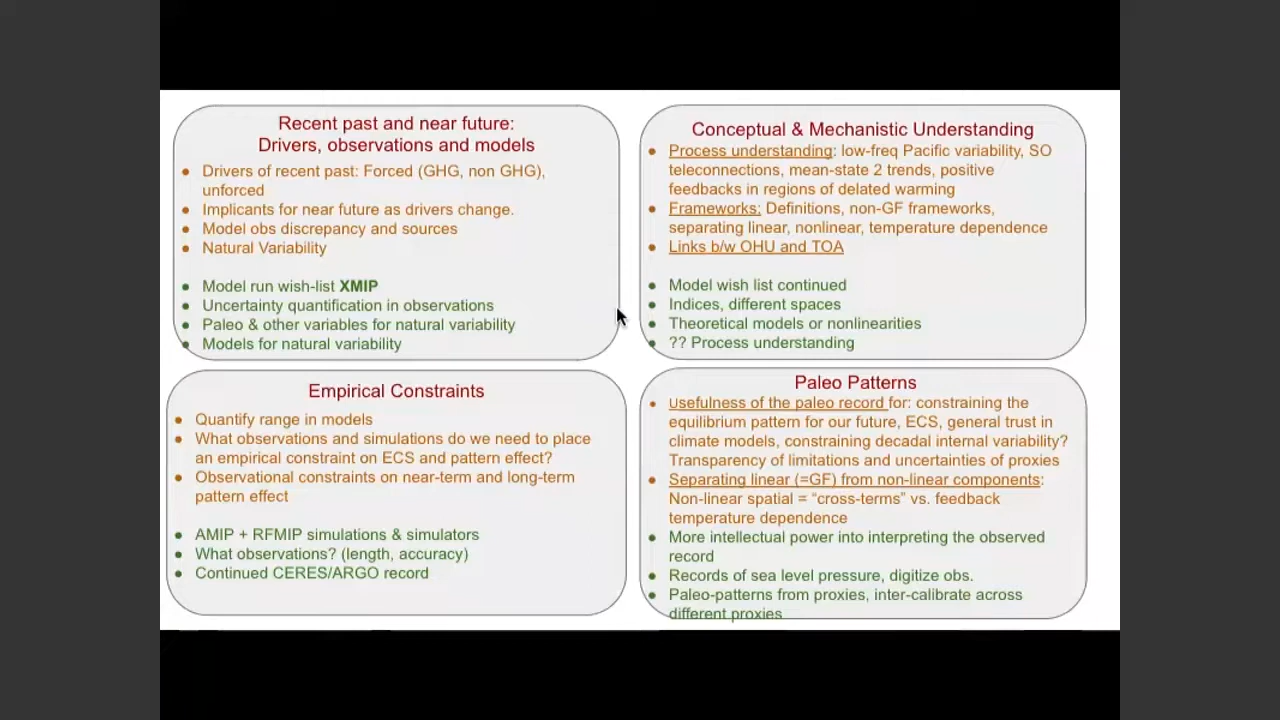 Recent past and near future:
Drivers, observations and models
• Drivers of recent past: Forced (GHG, non GHG),
unforced
• Implicants for near future as drivers change.
• Model obs discrepancy and sources
• Natural Variability
• Model run wish-list XMIP
• Uncertainty quantification in observations
• Paleo & other variables for natural variability
• Models for natural variability
Conceptual & Mechanistic Understanding
• Process understanding: low-freq Pacific variability, SO
teleconnections, mean-state 2 trends, positive
feedbacks in regions of delated warming
• Frameworks: Definitions, non-GF frameworks,
separating linear, nonlinear, temperature dependence
• Links b/w OHU and TOA
• Model wish list continued
• Indices, different spaces
• Theoretical models or nonlinearities
• ?? Process understanding
Empirical Constraints
• Quantify range in models
• What observations and simulations do we need to place
an empirical constraint on ECS and pattern effect?
• Observational constraints on near-term and long-term
pattern effect
• AMIP + RFMIP simulations & simulators
• What observations? (length, accuracy)
• Continued CERES/ARGO record
Paleo Patterns
• Usefulness of the paleo record for: constraining the
equilibrium pattern for our future, ECS, general trust in
climate models, constraining decadal internal variability?
Transparency of limitations and uncertainties of proxies
• Separating linear (=GF) from non-linear components:
Non-linear spatial = “cross-terms” vs. feedback
temperature dependence
• More intellectual power into interpreting the observed
record
• Records of sea level pressure, digitize obs.
• Paleo-patterns from proxies, inter-calibrate across
different proxies